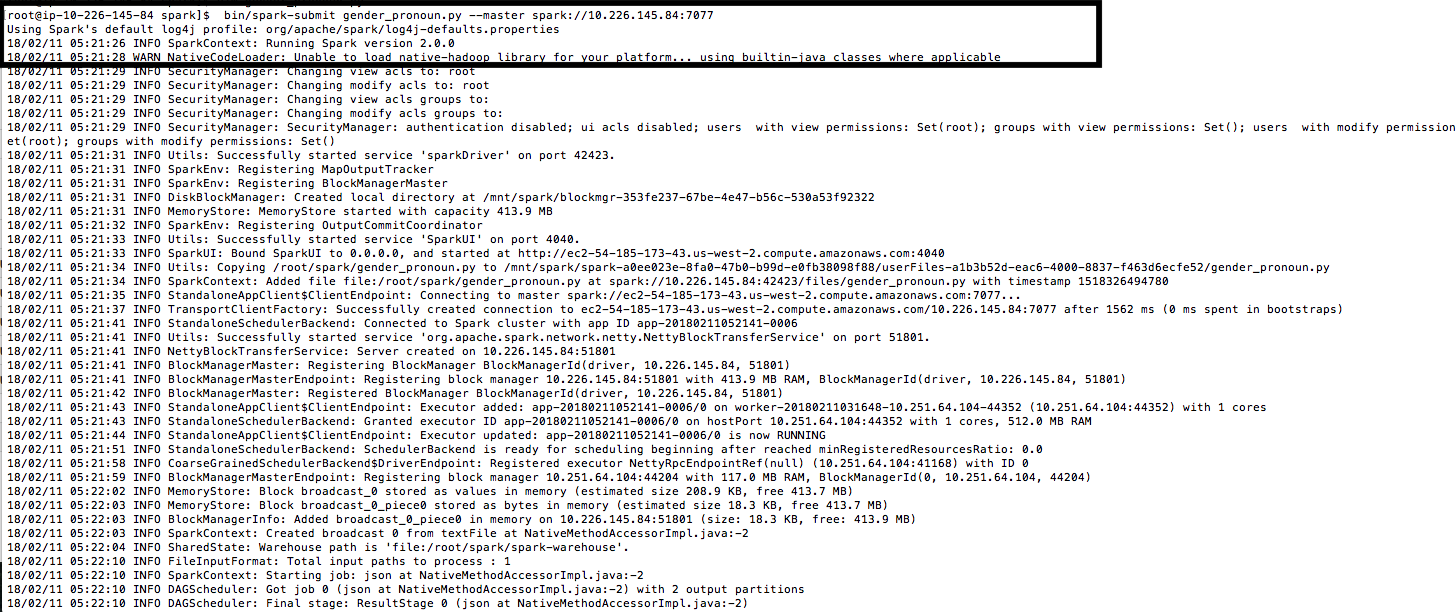 [root@ip-10-226-145-84 spark]$  bin/spark-submit gender_pronoun.py --master spark://10.226.145.84:7077
Using Spark's default log4j profile: org/apache/spark/log4j-defaults.properties
18/02/11 05:21:26 INFO SparkContext: Running Spark version 2.0.0
18/02/11 05:21:28 WARN NativeCodeLoader: Unable to load native-hadoop library for your platform... using builtin-java classes where applicable
18/02/11 05:21:29 INFO SecurityManager: Changing view acls to: root
18/02/11 05:21:29 INFO SecurityManager: Changing modify acls to: root
18/02/11 05:21:29 INFO SecurityManager: Changing view acls groups to:
18/02/11 05:21:29 INFO SecurityManager: Changing modify acls groups to:
18/02/11 05:21:29 INFO SecurityManager: SecurityManager: authentication disabled; ui acls disabled; users  with view permissions: Set(root); groups with view permissions: Set(); users  with modify permission
et(root); groups with modify permissions: Set()
18/02/11 05:21:31 INFO Utils: Successfully started service 'sparkDriver' on port 42423.
18/02/11 05:21:31 INFO SparkEnv: Registering MapOutputTracker
18/02/11 05:21:31 INFO SparkEnv: Registering BlockManagerMaster
18/02/11 05:21:31 INFO DiskBlockManager: Created local directory at /mnt/spark/blockmgr-353fe237-67be-4e47-b56c-530a53f92322
18/02/11 05:21:31 INFO MemoryStore: MemoryStore started with capacity 413.9 MB
18/02/11 05:21:32 INFO SparkEnv: Registering OutputCommitCoordinator
18/02/11 05:21:33 INFO Utils: Successfully started service 'SparkUI' on port 4040.
18/02/11 05:21:33 INFO SparkUI: Bound SparkUI to 0.0.0.0, and started at http://ec2-54-185-173-43.us-west-2.compute.amazonaws.com:4040
18/02/11 05:21:34 INFO Utils: Copying /root/spark/gender_pronoun.py to /mnt/spark/spark-a0ee023e-8fa0-47b0-b99d-e0fb38098f88/userFiles-a1b3b52d-eac6-4000-8837-f463d6ecfe52/gender_pronoun.py
18/02/11 05:21:34 INFO SparkContext: Added file file:/root/spark/gender_pronoun.py at spark://10.226.145.84:42423/files/gender_pronoun.py with timestamp 1518326494780
18/02/11 05:21:35 INFO StandaloneAppClient$ClientEndpoint: Connecting to master spark://ec2-54-185-173-43.us-west-2.compute.amazonaws.com:7077...
18/02/11 05:21:37 INFO TransportClientFactory: Successfully created connection to ec2-54-185-173-43.us-west-2.compute.amazonaws.com/10.226.145.84:7077 after 1562 ms (0 ms spent in bootstraps)
18/02/11 05:21:41 INFO StandaloneSchedulerBackend: Connected to Spark cluster with app ID app-20180211052141-0006
18/02/11 05:21:41 INFO Utils: Successfully started service 'org.apache.spark.network.netty.NettyBlockTransferService' on port 51801.
18/02/11 05:21:41 INFO NettyBlockTransferService: Server created on 10.226.145.84:51801
18/02/11 05:21:41 INFO BlockManagerMaster: Registering BlockManager BlockManagerId(driver, 10.226.145.84, 51801)
18/02/11 05:21:41 INFO BlockManagerMasterEndpoint: Registering block manager 10.226.145.84:51801 with 413.9 MB RAM, BlockManagerId(driver, 10.226.145.84, 51801)
18/02/11 05:21:42 INFO BlockManagerMaster: Registered BlockManager BlockManagerId(driver, 10.226.145.84, 51801)
18/02/11 05:21:43 INFO StandaloneAppClient$ClientEndpoint: Executor added: app-20180211052141-0006/0 on worker-20180211031648-10.251.64.104-44352 (10.251.64.104:44352) with 1 cores
18/02/11 05:21:43 INFO StandaloneSchedulerBackend: Granted executor ID app-20180211052141-0006/0 on hostPort 10.251.64.104:44352 with 1 cores, 512.0 MB RAM
18/02/11 05:21:44 INFO StandaloneAppClient$ClientEndpoint: Executor updated: app-20180211052141-0006/0 is now RUNNING
18/02/11 05:21:51 INFO StandaloneSchedulerBackend: SchedulerBackend is ready for scheduling beginning after reached minRegisteredResourcesRatio: 0.0
18/02/11 05:21:58 INFO CoarseGrainedSchedulerBackend$DriverEndpoint: Registered executor NettyRpcEndpointRef(null) (10.251.64.104:41168) with ID 0
18/02/11 05:21:59 INFO BlockManagerMasterEndpoint: Registering block manager 10.251.64.104:44204 with 117.0 MB RAM, BlockManagerId(0, 10.251.64.104, 44204)
18/02/11 05:22:02 INFO MemoryStore: Block broadcast_0 stored as values in memory (estimated size 208.9 KB, free 413.7 MB)
18/02/11 05:22:03 INFO MemoryStore: Block broadcast_0_piece0 stored as bytes in memory (estimated size 18.3 KB, free 413.7 MB)
18/02/11 05:22:03 INFO BlockManagerInfo: Added broadcast_0_piece0 in memory on 10.226.145.84:51801 (size: 18.3 KB, free: 413.9 MB)
18/02/11 05:22:03 INFO SparkContext: Created broadcast 0 from textFile at NativeMethodAccessorImpl.java:-2
18/02/11 05:22:04 INFO SharedState: Warehouse path is 'file:/root/spark/spark-warehouse'.
18/02/11 05:22:10 INFO FileInputFormat: Total input paths to process : 1
18/02/11 05:22:10 INFO SparkContext: Starting job: json at NativeMethodAccessorImpl.java:-2
18/02/11 05:22:10 INFO DAGScheduler: Got job 0 (json at NativeMethodAccessorImpl.java:-2) with 2 output partitions
18/02/11 05:22:10 INFO DAGScheduler: Final stage: ResultStage 0 (json at NativeMethodAccessorImpl.java:-2)